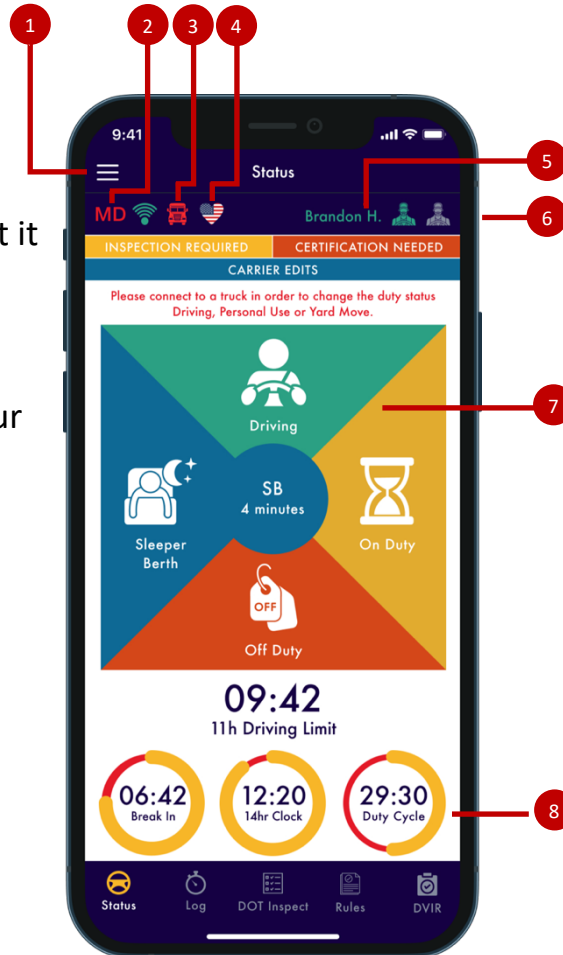 1
2
3
4
9:41
Status
5
MD
Brandon H.
6
t it
INSPECTION REQUIRED
CERTIFICATION NEEDED
CARRIER EDITS
Please connect to a truck in order to change the duty status
Driving, Personal Use or Yard Move.
7
ur
Driving
SB
4 minutes
Sleeper
Berth
On Duty
OFF
Off Duty
09:42
11h Driving Limit
06:42
Break In
12:20
14hr Clock
29:30
Duty Cycle
8
Status
Log
DOT Inspect
Rules
DVIR